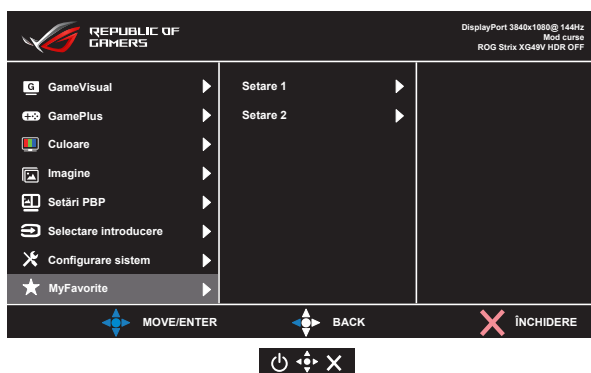 REPUBLIC OF
GAMERS
DisplayPort 3840x1080@ 144Hz
Mod curse
ROG Strix XG49V HDR OFF
G GameVisual
GamePlus
Culoare
Imagine
Setări PBP
Selectare introducere
Configurare sistem
MyFavorite
Setare 1
Setare 2
MOVE/ENTER
BACK
ÎNCHIDERE